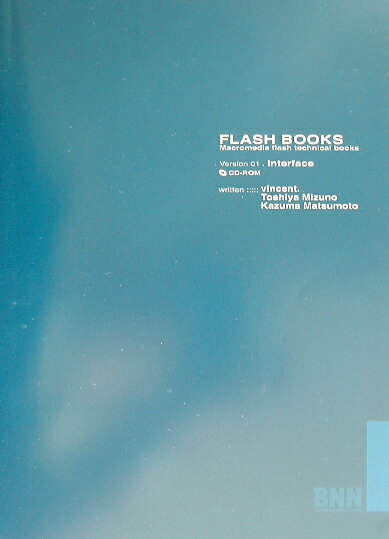 FLASH BOOKS
Macromedia flash technical books
Version 01 . Interface
CD-ROM
written ::::: vincent.
Toshiya Mizuno
Kazuma Matsumoto
BNN